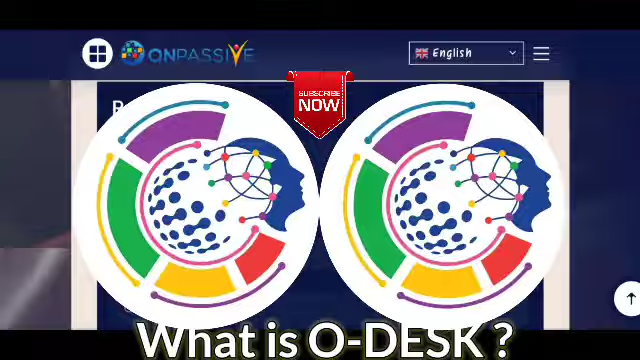 ONPASSIVE
English
SUBSCRIBE
NOW
What is O-DESK ?